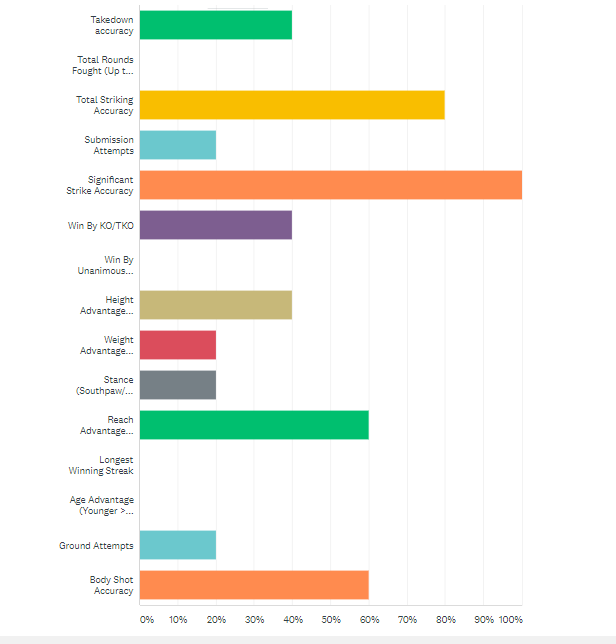 Takedown
accuracy
Total Rounds
Fought (Up t...
Total Striking
Accuracy
Submission
Attempts
Significant
Strike Accuracy
Win By KO/TKO
Win By
Unanimous...
Height
Advantage...
Weight
Advantage...
Stance
(Southpaw/...
Reach
Advantage...
Longest
Winning Streak
Age Advantage
(Younger >...
Ground Attempts
Body Shot
Accuracy
0% 10% 20% 30% 40% 50% 60% 70% 80% 90% 100%